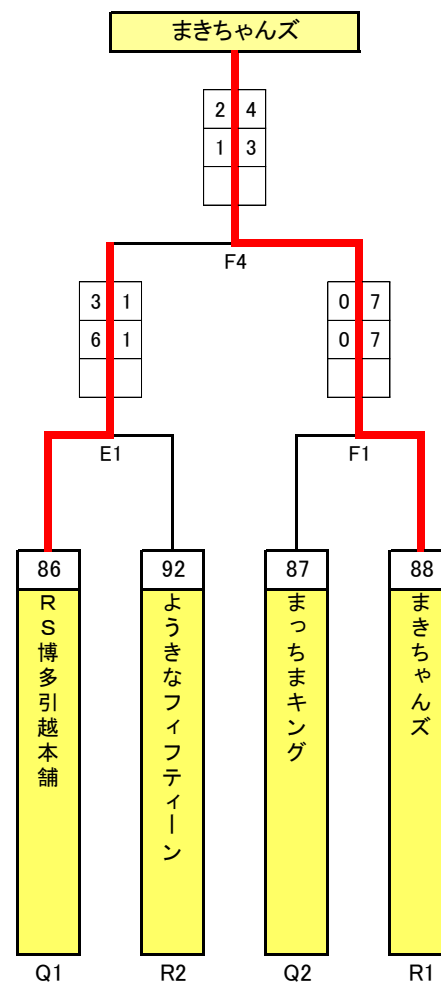 まきちゃんズ
2 4
1 3
F4
3 1
6 1
0 7
0 7
E1
F1
86
92
87
88
RS博多引越本舗
ようきなフィフティーン
まっちまキング
まきちゃんズ
Q1
R2
Q2
R1